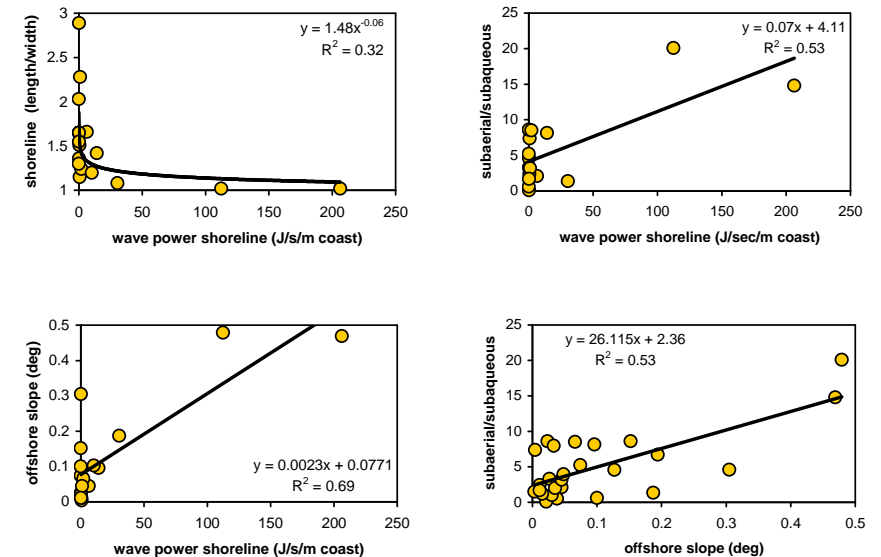 3
2.5
2
1.5
1
0
50
100
150
200
250
y = 1.48x^-0.06
R² = 0.32
shoreline (length/width)
wave power shoreline (J/s/m coast)
25
20
15
10
5
0
0
50
100
150
200
250
y = 0.07x + 4.11
R² = 0.53
subaerial/subaqueous
wave power shoreline (J/sec/m coast)
0.5
0.4
0.3
0.2
0.1
0
0
50
100
150
200
250
y = 0.0023x + 0.0771
R² = 0.69
offshore slope (deg)
wave power shoreline (J/s/m coast)
25
20
15
10
5
0
0
0.1
0.2
0.3
0.4
0.5
y = 26.115x + 2.36
R² = 0.53
subaerial/subaqueous
offshore slope (deg)